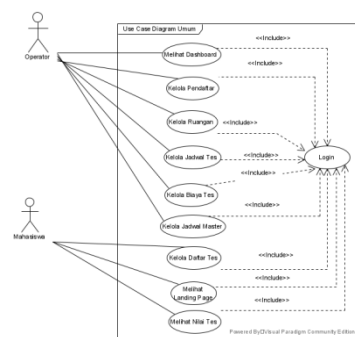 Use Case Diagram Umum
Operator
Melihat Dashboard
<<Include>>
Kelola Pendaftar
<<Include>>
Kelola Ruangan
<<Include>>
Kelola Jadwal Tes
<<Include>>
Login
Kelola Biaya Tes
<<Include>>
Kelola Jadwal Master
<<Include>>
Mahasiswa
Kelola Daftar Tes
<<Include>>
Melihat
Landing Page
<<Include>>
Melihat Nilai Tes
<<Include>>
Visual Paradigm Community Edition